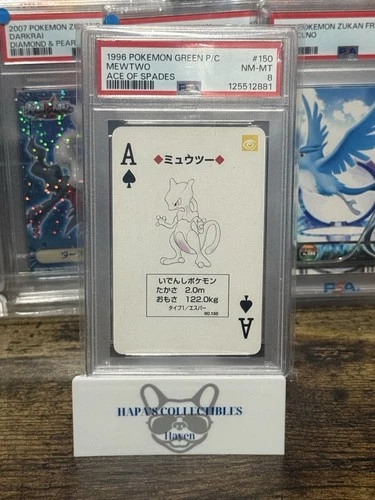 2007 POKEMON
DARKRAI
DIAMOND & PEAR
1996 POKEMON GREEN P/C #150
MEWTWO NM-MT
ACE OF SPADES 8
PSA
125512881
POKEMON ZUKAN FR
UNO
A
◆ミュウツー◆
いでんしポケモン
たかさ 2.0m
おもさ 122.0kg
タイプ1/エスパー
NO.150
A
PSA
HAPA'S COLLECTIBLES
Haven